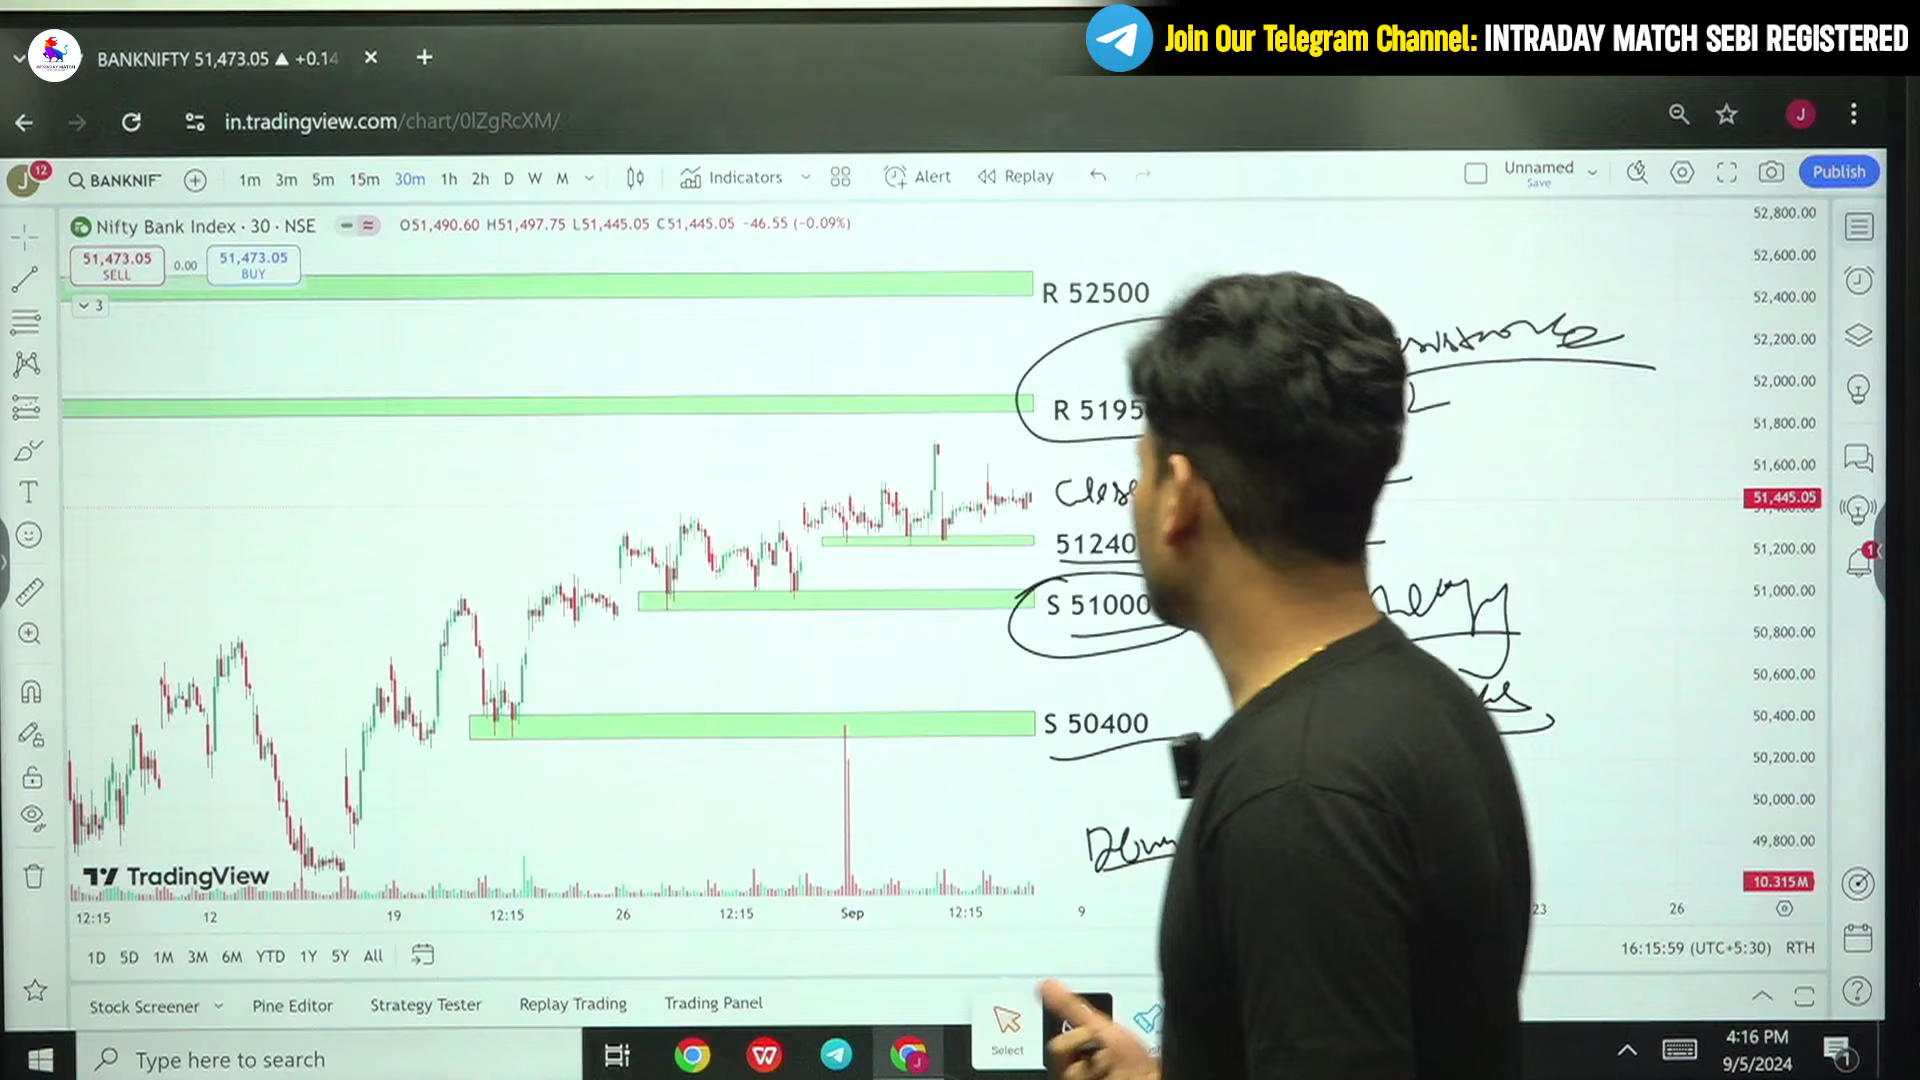 Join Our Telegram Channel: INTRADAY MATCH SEBI REGISTERED
INTRADAY MATCH
BANKNIFTY 51,473.05 ▲ +0.14
in.tradingview.com/chart/0lZgRcXM/
J
J 12
BANKNIF
1m 3m 5m 15m 30m 1h 2h D W M
Indicators
Alert
Replay
Unnamed
Save
Publish
Nifty Bank Index · 30 · NSE
O51,490.60 H51,497.75 L51,445.05 C51,445.05 -46.55 (-0.09%)
51,473.05
SELL
0.00
51,473.05
BUY
3
R 52500
R 5195
Close
51240
S 51000
S 50400
52,800.00
52,600.00
52,400.00
52,200.00
52,000.00
51,800.00
51,600.00
51,445.05
51,200.00
51,000.00
50,800.00
50,600.00
50,400.00
50,200.00
50,000.00
49,800.00
10.315M
1
TradingView
12:15 12 19 12:15 26 12:15 Sep 12:15 9 23 26
1D 5D 1M 3M 6M YTD 1Y 5Y All
16:15:59 (UTC+5:30) RTH
Stock Screener Pine Editor Strategy Tester Replay Trading Trading Panel
Select
Type here to search
4:16 PM
9/5/2024
1